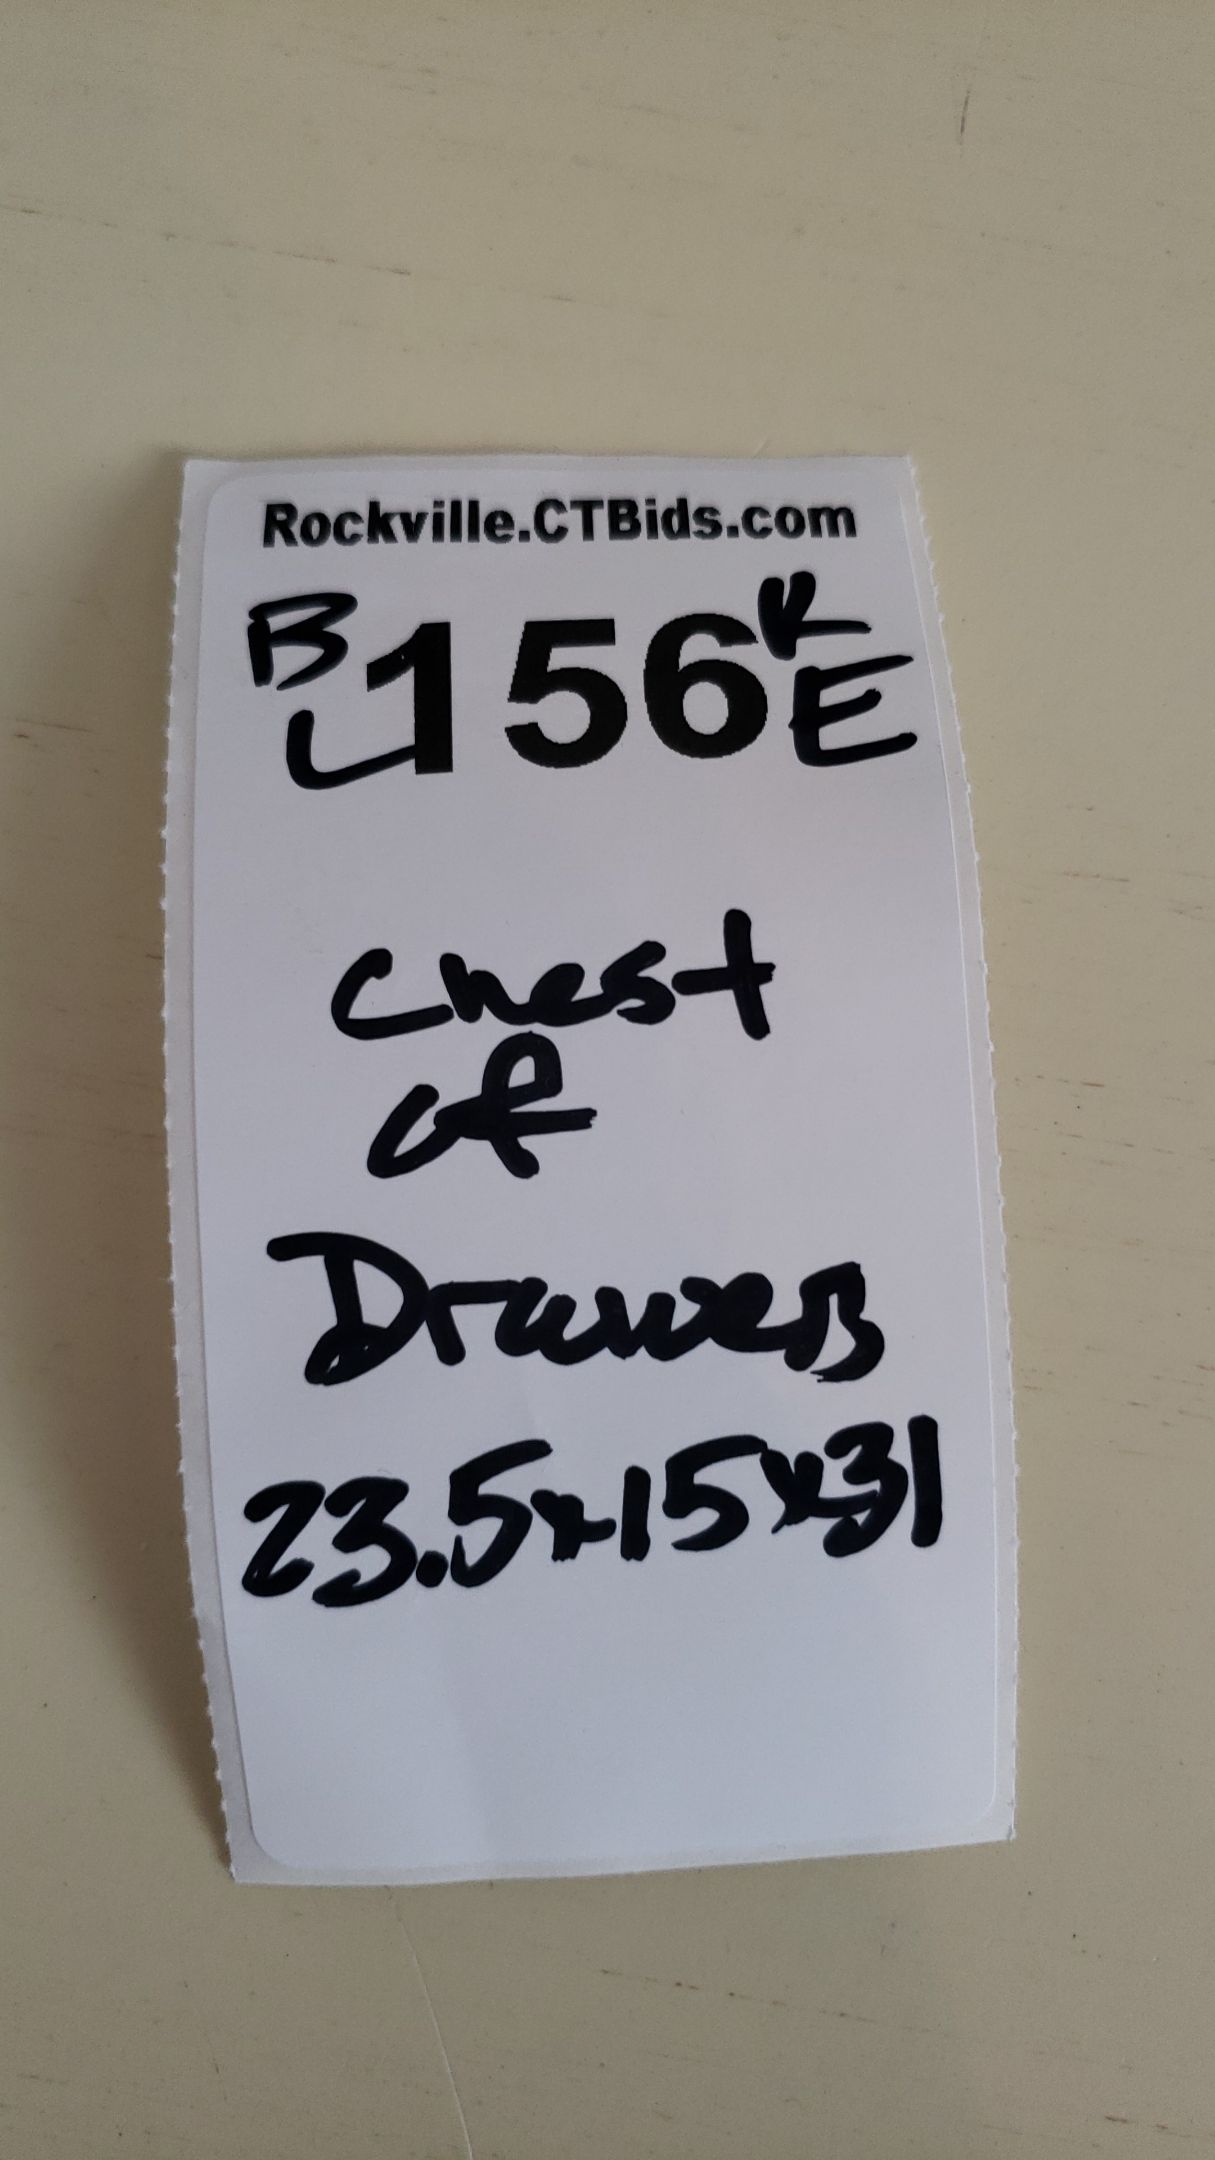 Rockville.CTBids.com
B 156 K
L E
Chest
of
Drawers
23.5x15x31